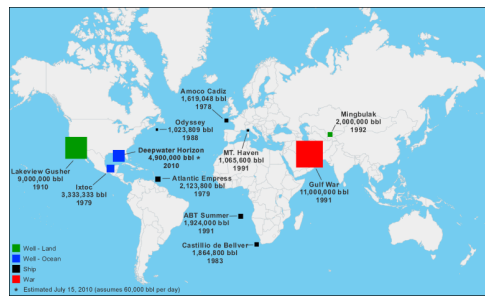 Amoco Cadiz
1,619,048 bbl
1978
Odyssey
1,023,809 bbl
1988
Mingbulak
2,000,000 bbl
1992
MT. Haven
1,065,600 bbl
1991
Deepwater Horizon
4,900,000 bbl *
2010
Lakeview Gusher
9,000,000 bbl
1910
Ixtoc
3,333,333 bbl
1979
Atlantic Empress
2,123,800 bbl
1979
Gulf War
11,000,000 bbl
1991
ABT Summer
1,924,000 bbl
1991
Castillio de Bellver
1,864,800 bbl
1983
Well - Land
Well - Ocean
Ship
War
* Estimated July 15, 2010 (assumes 60,000 bbl per day)